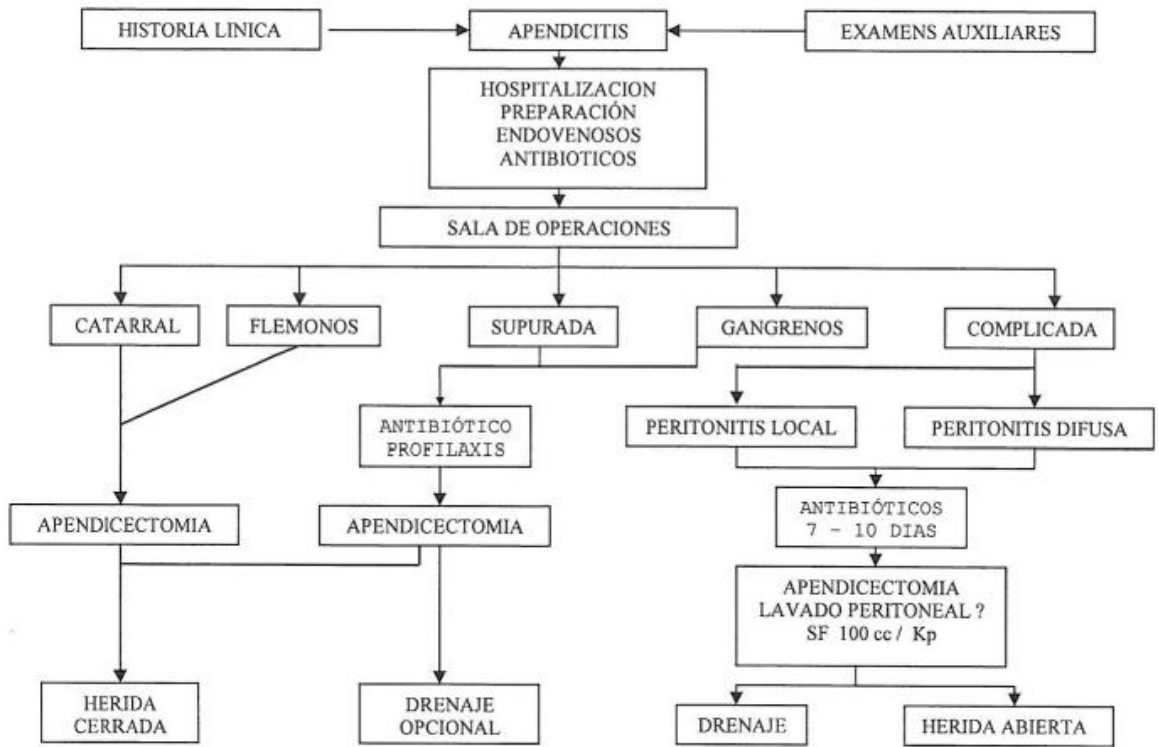 HISTORIA LINICA
APENDICITIS
EXAMENS AUXILIARES
HOSPITALIZACION
PREPARACIÓN
ENDOVENOSOS
ANTIBIOTICOS
SALA DE OPERACIONES
CATARRAL
FLEMONOS
SUPURADA
GANGRENOS
COMPLICADA
ANTIBIÓTICO
PROFILAXIS
PERITONITIS LOCAL
PERITONITIS DIFUSA
APENDICECTOMIA
APENDICECTOMIA
ANTIBIÓTICOS
7 - 10 DIAS
APENDICECTOMIA
LAVADO PERITONEAL ?
SF 100 cc / Kp
HERIDA
CERRADA
DRENAJE
OPCIONAL
DRENAJE
HERIDA ABIERTA